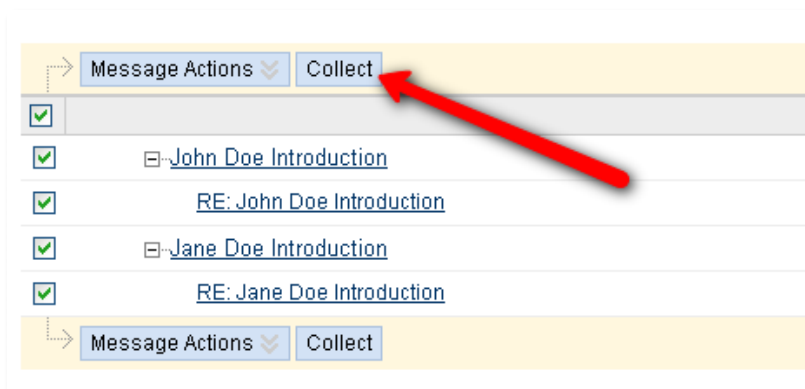 Message Actions Collect
John Doe Introduction
RE: John Doe Introduction
Jane Doe Introduction
RE: Jane Doe Introduction
Message Actions Collect